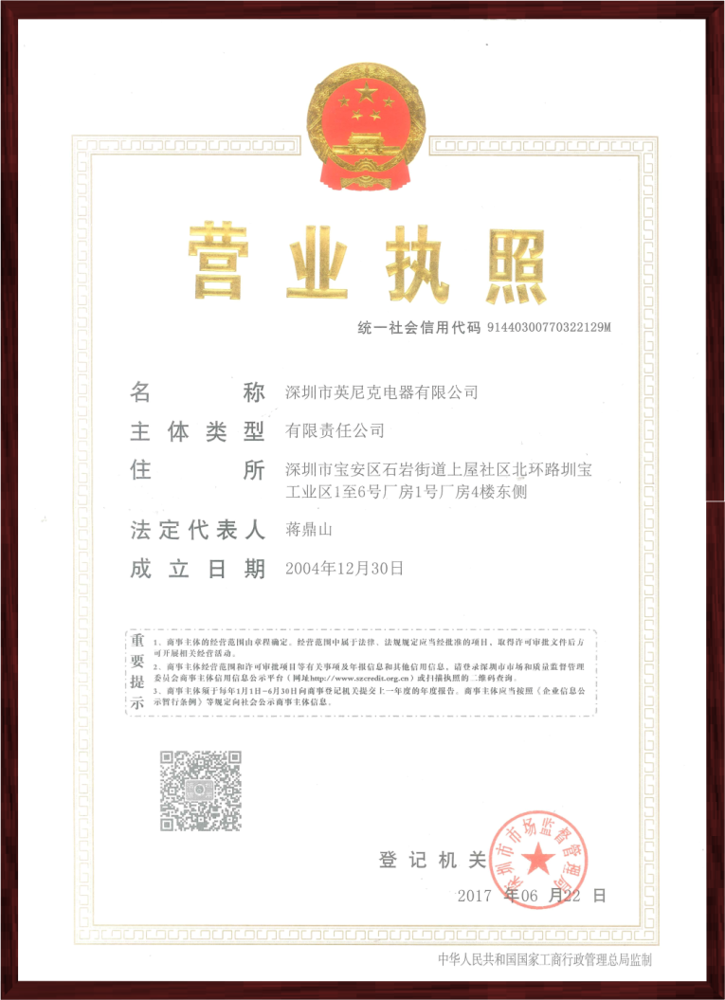 营业执照
统一社会信用代码 91440300770322129M
名称 深圳市英尼克电器有限公司
主体类型 有限责任公司
住所 深圳市宝安区石岩街道上屋社区北环路圳宝
工业区1至6号厂房1号厂房4楼东侧
法定代表人 蒋鼎山
成立日期 2004年12月30日
重要提示
1、商事主体的经营范围由章程确定。经营范围中属于法律、法规规定应当经批准的项目，取得许可审批文件后方
可开展相关经营活动。
2、商事主体经营范围和许可审批项目等有关事项及年报信息和其他信用信息，请登录深圳市市场和质量监督管理
委员会商事主体信用信息公示平台（网址http://www.szcredit.org.cn）或扫描执照的二维码查询。
3、商事主体须于每年1月1日-6月30日向商事登记机关提交上一年度的年度报告。商事主体应当按照《企业信息公
示暂行条例》等规定向社会公示商事主体信息。
登记机关
深圳市市场监督管理局
2017 年06 月22 日
中华人民共和国国家工商行政管理总局监制